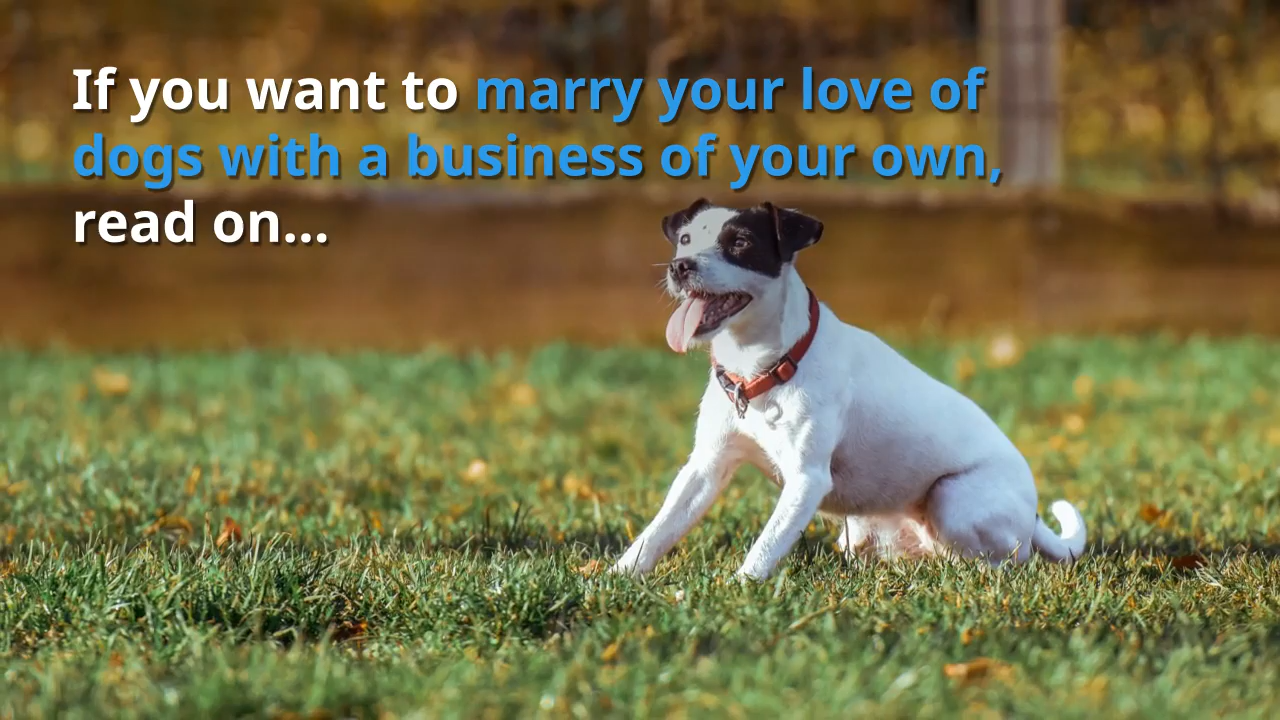 If you want to marry your love of
dogs with a business of your own,
read on...